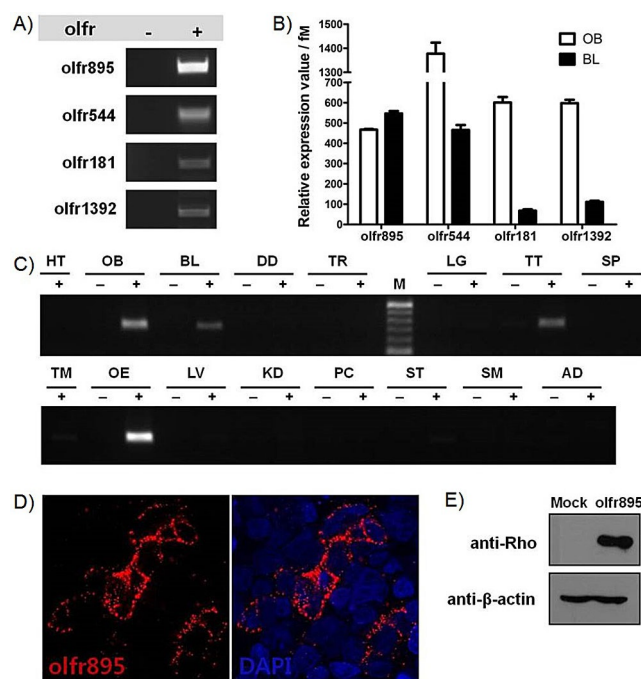 A)
olfr - +
olfr895
olfr544
olfr181
olfr1392
B)
Relative expression value / fM
1500
1400
1300
700
600
500
400
300
200
100
0
OB
BL
olfr895 olfr544 olfr181 olfr1392
C)
HT OB BL DD TR LG TT SP
+ – + – + – + – + M – + – + – +
TM OE LV KD PC ST SM AD
+ – + – + – + – + – + – + – +
D)
olfr895
DAPI
E)
Mock olfr895
anti-Rho
anti-β-actin